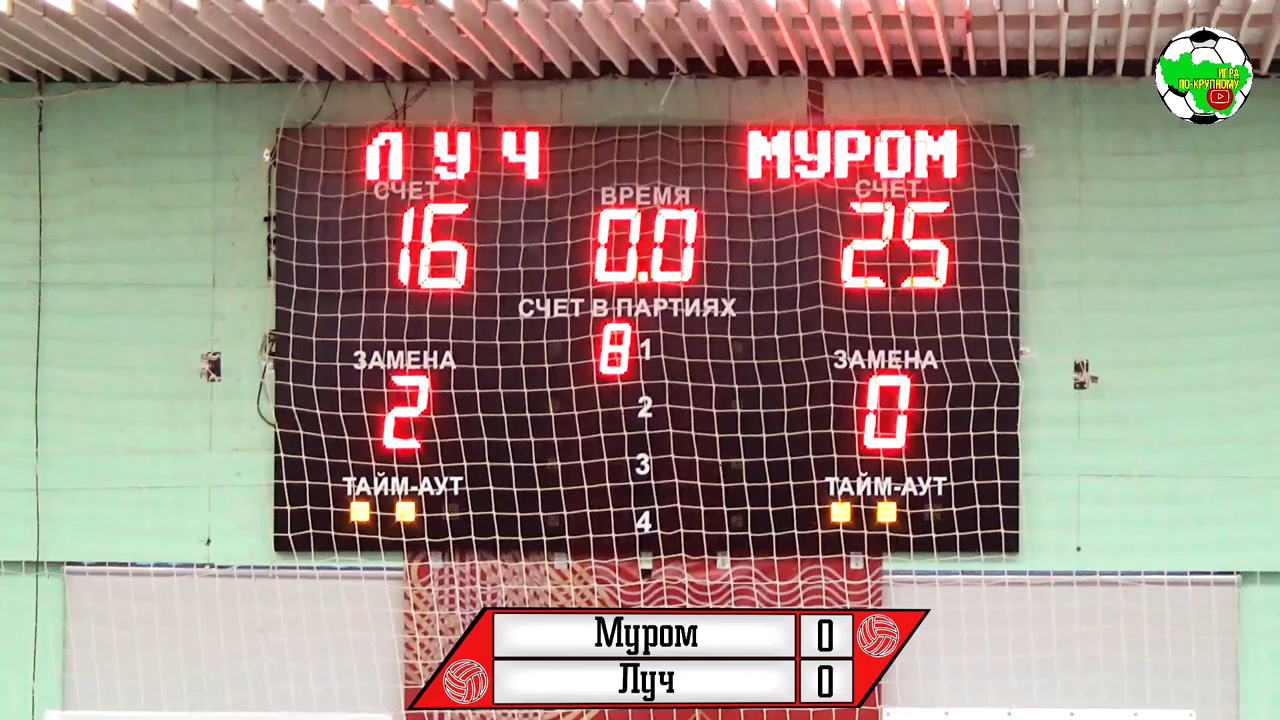 ИГРА
ПО-КРУПНОМУ
ЛУЧ МУРОМ
СЧЕТ ВРЕМЯ СЧЕТ
16 0.0 25
СЧЕТ В ПАРТИЯХ
8 1
ЗАМЕНА ЗАМЕНА
2 2 0
3
ТАЙМ-АУТ ТАЙМ-АУТ
4
Муром 0
Луч 0